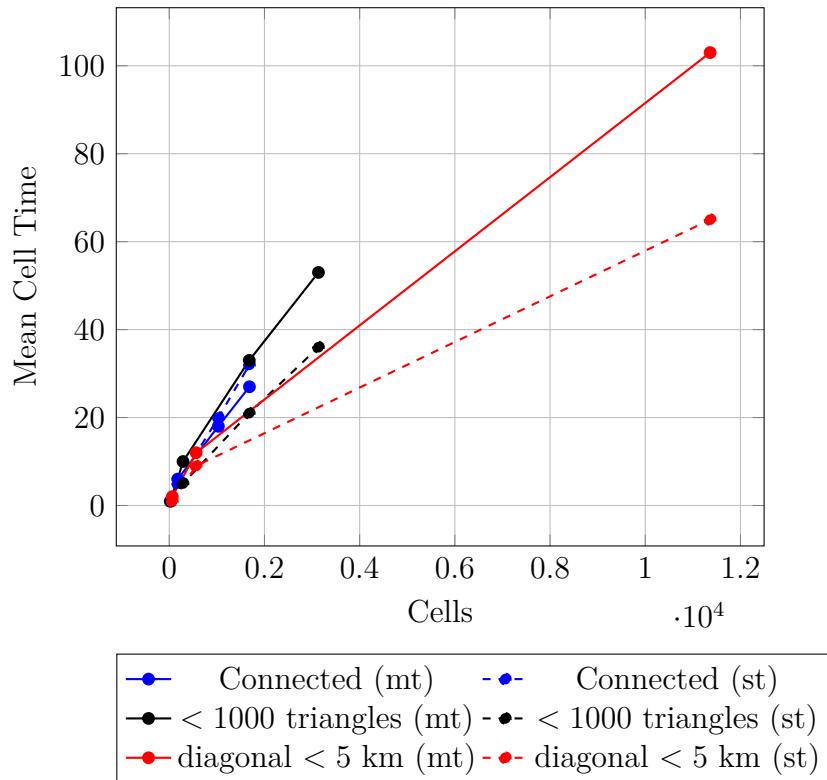 100
80
60
40
20
0
Mean Cell Time
0 0.2 0.4 0.6 0.8 1 1.2
Cells
·10⁴
Connected (mt) Connected (st)
< 1000 triangles (mt) < 1000 triangles (st)
diagonal < 5 km (mt) diagonal < 5 km (st)